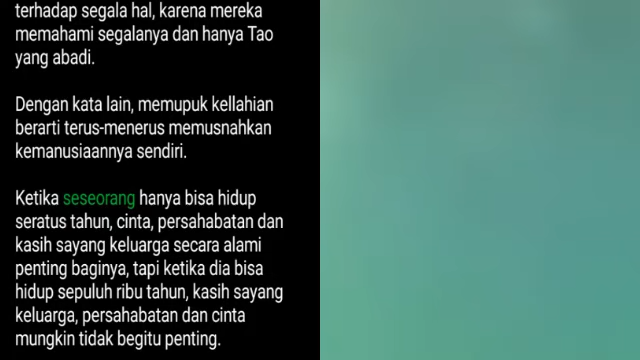 terhadap segala hal, karena mereka
memahami segalanya dan hanya Tao
yang abadi.
Dengan kata lain, memupuk kellahian
berarti terus-menerus memusnahkan
kemanusiaannya sendiri.
Ketika seseorang hanya bisa hidup
seratus tahun, cinta, persahabatan dan
kasih sayang keluarga secara alami
penting baginya, tapi ketika dia bisa
hidup sepuluh ribu tahun, kasih sayang
keluarga, persahabatan dan cinta
mungkin tidak begitu penting.